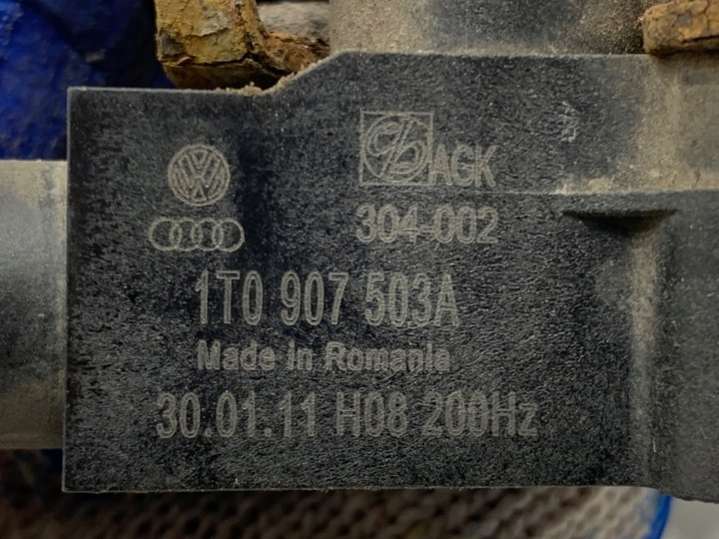 AGK
304-002
1T0 907 503A
Made in Romania
30.01.11 H08 200Hz